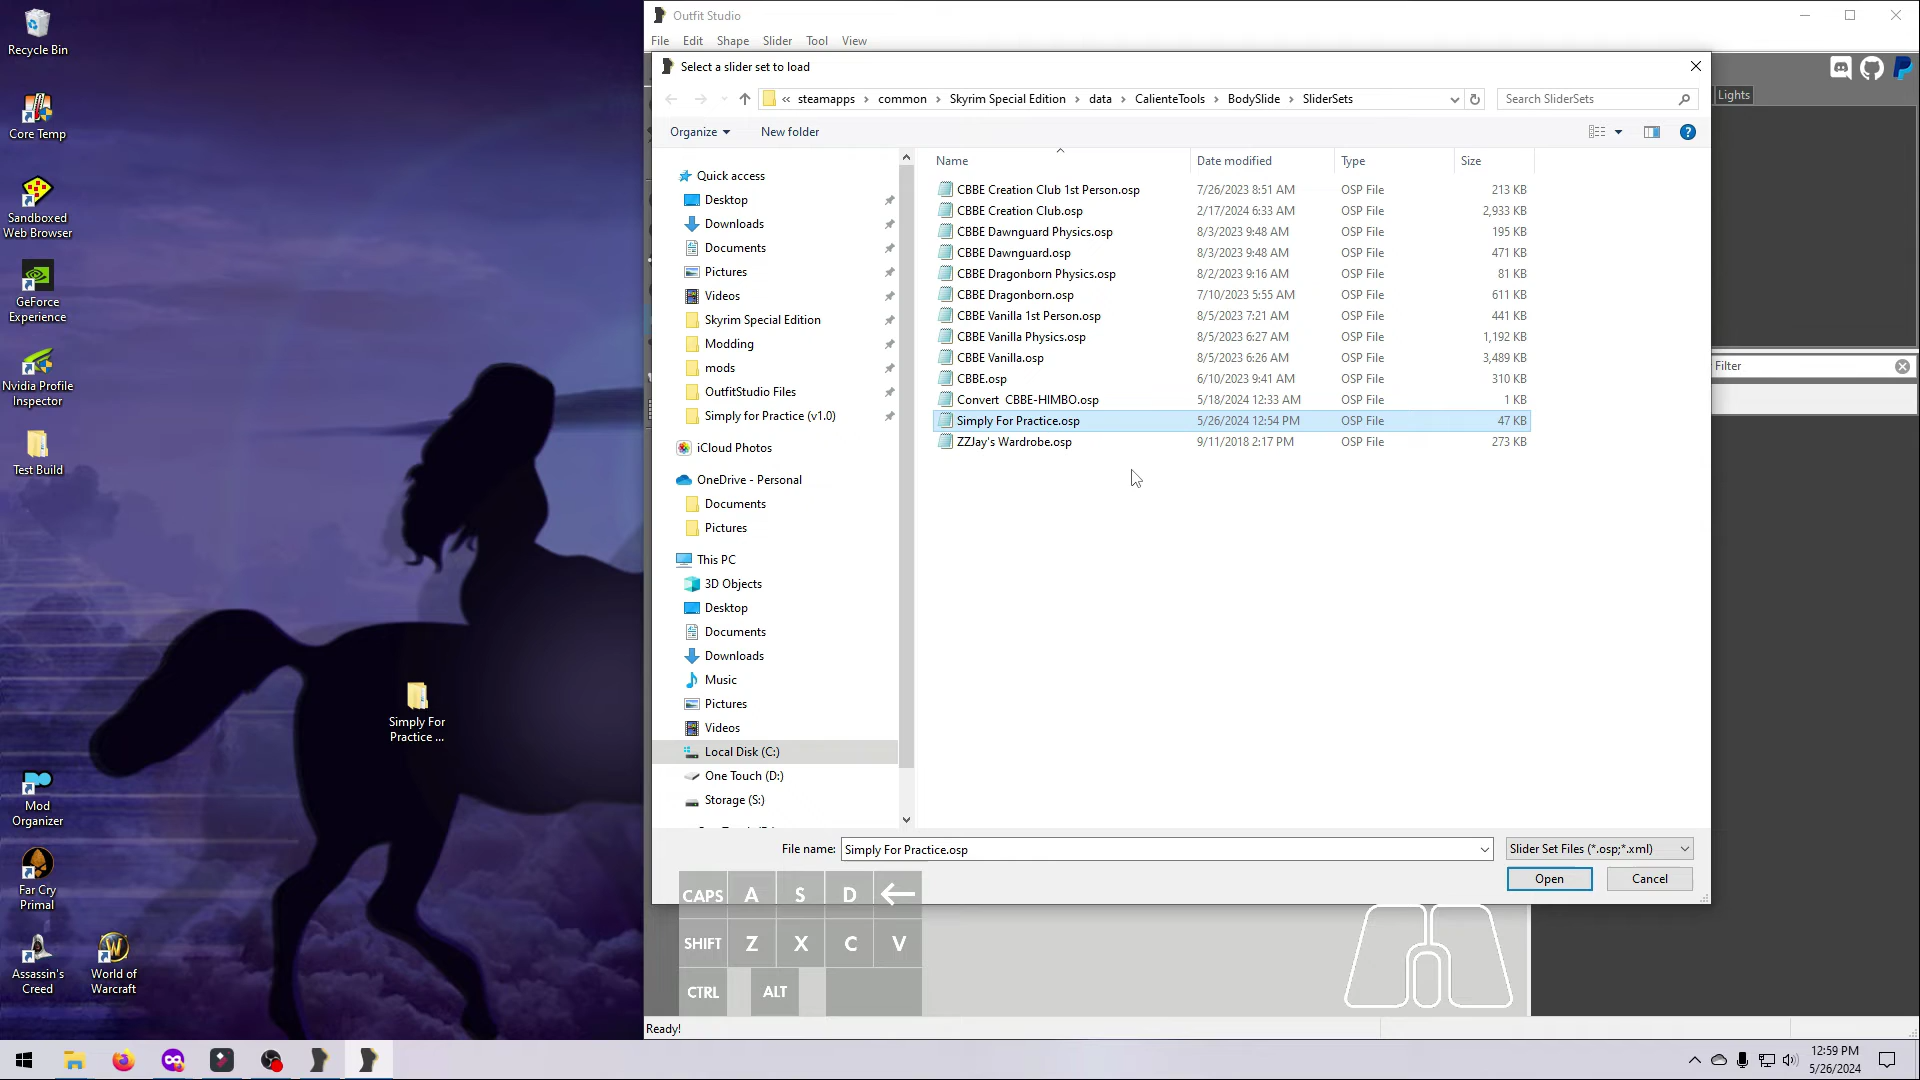 Recycle Bin
Core Temp
Sandboxed
Web Browser
GeForce
Experience
Nvidia Profile
Inspector
Test Build
Simply For
Practice ...
Mod
Organizer
Far Cry
Primal
Assassin's
Creed
World of
Warcraft
Outfit Studio
File Edit Shape Slider Tool View
Select a slider set to load
« steamapps › common › Skyrim Special Edition › data › CalienteTools › BodySlide › SliderSets
Search SliderSets
Lights
Organize New folder
Quick access
Desktop
Downloads
Documents
Pictures
Videos
Skyrim Special Edition
Modding
mods
OutfitStudio Files
Simply for Practice (v1.0)
iCloud Photos
OneDrive - Personal
Documents
Pictures
This PC
3D Objects
Desktop
Documents
Downloads
Music
Pictures
Videos
Local Disk (C:)
One Touch (D:)
Storage (S:)
Name Date modified Type Size
CBBE Creation Club 1st Person.osp 7/26/2023 8:51 AM OSP File 213 KB
CBBE Creation Club.osp 2/17/2024 6:33 AM OSP File 2,933 KB
CBBE Dawnguard Physics.osp 8/3/2023 9:48 AM OSP File 195 KB
CBBE Dawnguard.osp 8/3/2023 9:48 AM OSP File 471 KB
CBBE Dragonborn Physics.osp 8/2/2023 9:16 AM OSP File 81 KB
CBBE Dragonborn.osp 7/10/2023 5:55 AM OSP File 611 KB
CBBE Vanilla 1st Person.osp 8/5/2023 7:21 AM OSP File 441 KB
CBBE Vanilla Physics.osp 8/5/2023 6:27 AM OSP File 1,192 KB
CBBE Vanilla.osp 8/5/2023 6:26 AM OSP File 3,489 KB
CBBE.osp 6/10/2023 9:41 AM OSP File 310 KB
Convert  CBBE-HIMBO.osp 5/18/2024 12:33 AM OSP File 1 KB
Simply For Practice.osp 5/26/2024 12:54 PM OSP File 47 KB
ZZJay's Wardrobe.osp 9/11/2018 2:17 PM OSP File 273 KB
Filter
File name: Simply For Practice.osp Slider Set Files (*.osp;*.xml)
Open Cancel
CAPS A S D
SHIFT Z X C V
CTRL ALT
Ready!
12:59 PM
5/26/2024